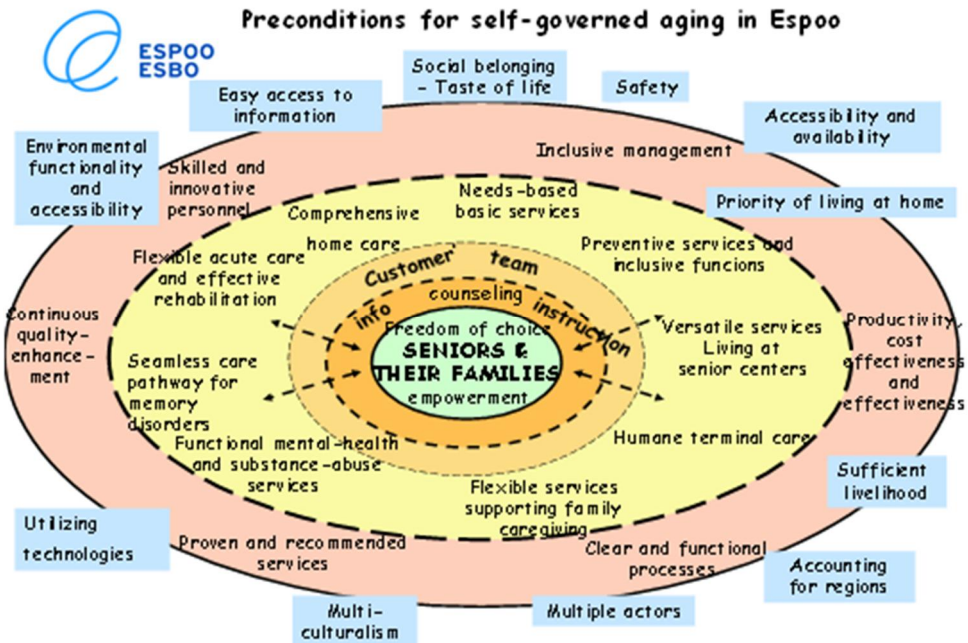 Preconditions for self-governed aging in Espoo
ESPOO
ESBO
Social belonging
- Taste of life
Safety
Easy access to
information
Accessibility and
availability
Environmental
functionality
and
accessibility
Skilled and
innovative
personnel
Inclusive management
Priority of living at home
Needs-based
basic services
Comprehensive
home care
Preventive services and
inclusive funcions
Flexible acute care
and effective
rehabilitation
Customer team
info counseling instruction
Continuous
quality-
enhance-
ment
Freedom of choice
SENIORS &
THEIR FAMILIES
empowerment
Versatile services
Living at
senior centers
Productivity,
cost
effectiveness
and
effectiveness
Seamless care
pathway for
memory
disorders
Functional mental-health
and substance-abuse
services
Humane terminal care
Flexible services
supporting family
caregiving
Sufficient
livelihood
Utilizing
technologies
Proven and recommended
services
Clear and functional
processes
Accounting
for regions
Multi-
culturalism
Multiple actors